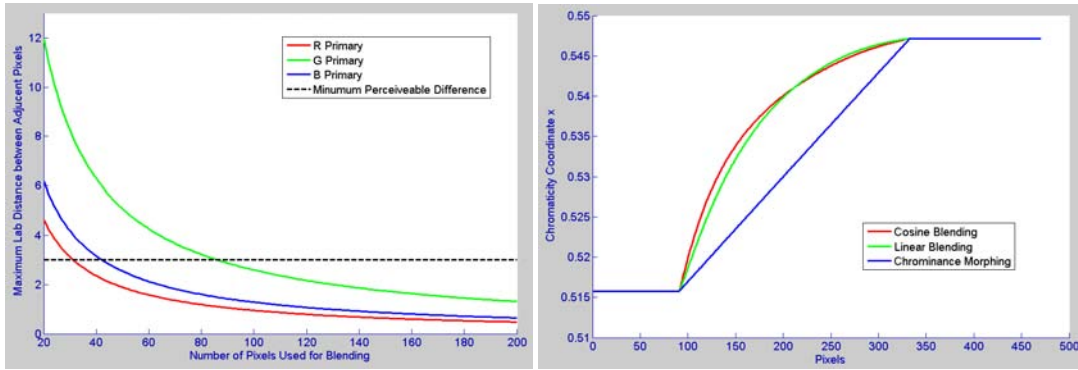 Maximum Lab Distance between Adjucent Pixels
12
10
8
6
4
2
0
20 40 60 80 100 120 140 160 180 200
Number of Pixels Used for Blending
R Primary
G Primary
B Primary
Minumum Perceiveable Difference
Chromaticity Coordinate x
0.55
0.545
0.54
0.535
0.53
0.525
0.52
0.515
0.51
0 50 100 150 200 250 300 350 400 450 500
Pixels
Cosine Blending
Linear Blending
Chrominance Morphing